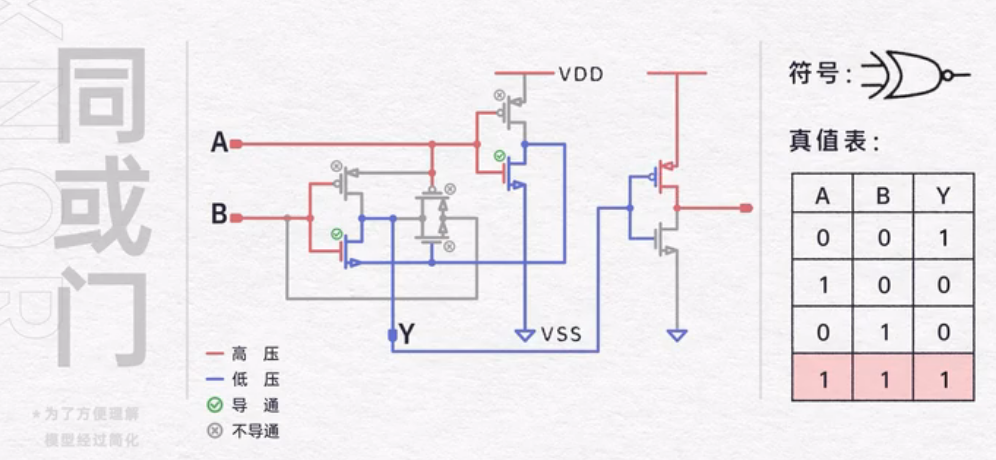 XNOR
同或门
VDD
A
B
Y
VSS
高 压
低 压
导 通
不导通
★为了方便理解
模型经过简化
符号:
真值表:
A B Y
0 0 1
1 0 0
0 1 0
1 1 1